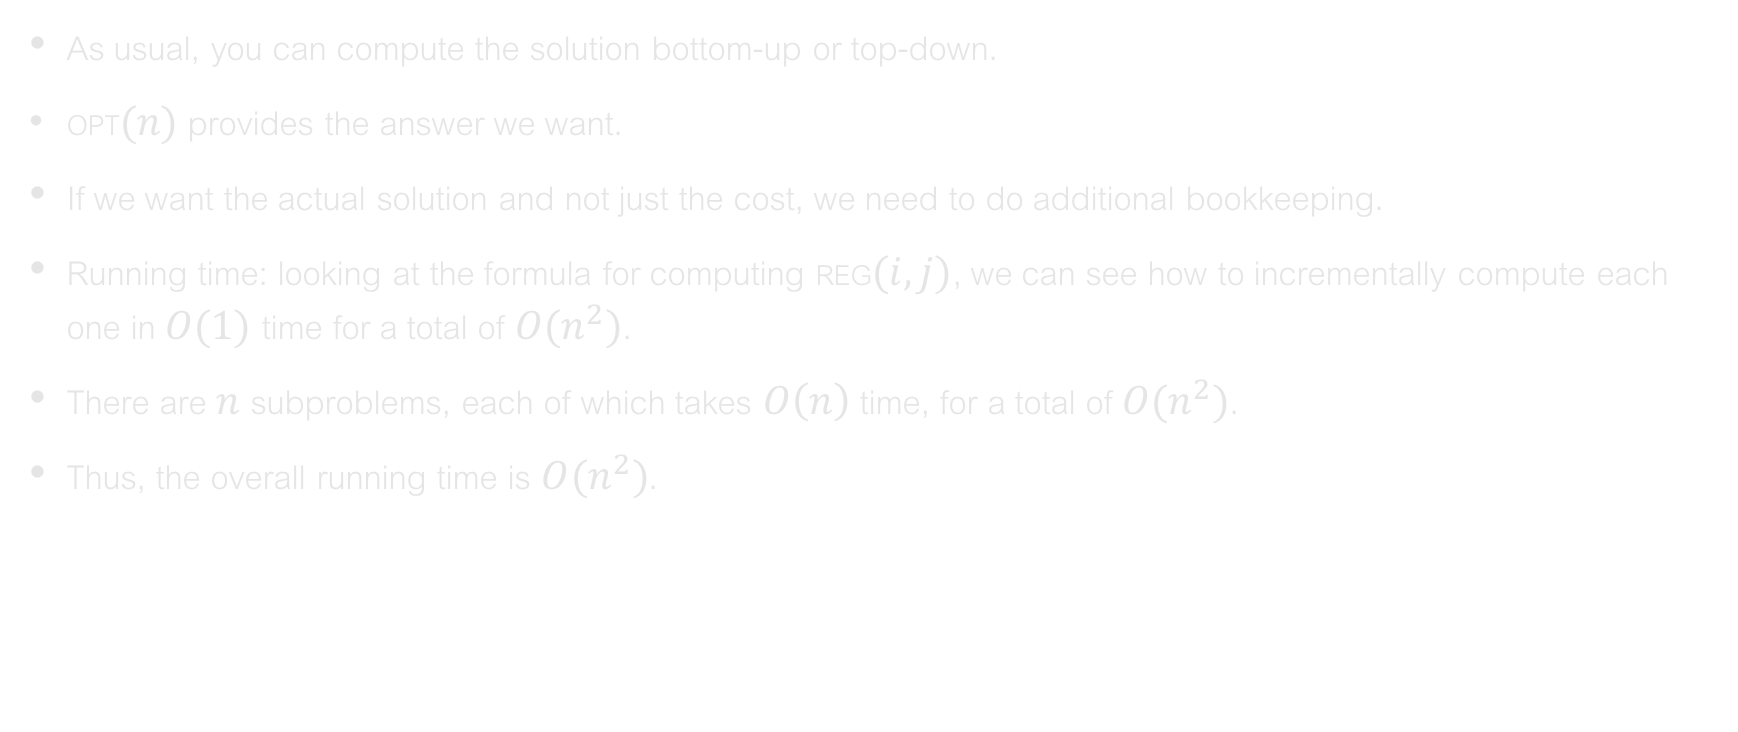 • As usual, you can compute the solution bottom-up or top-down.
• OPT(n) provides the answer we want.
• If we want the actual solution and not just the cost, we need to do additional bookkeeping.
• Running time: looking at the formula for computing REG(i, j), we can see how to incrementally compute each
one in O(1) time for a total of O(n²).
• There are n subproblems, each of which takes O(n) time, for a total of O(n²).
• Thus, the overall running time is O(n²).